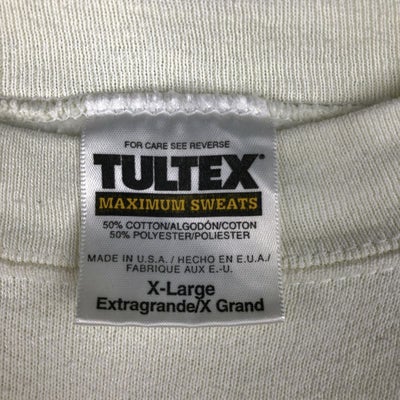 FOR CARE SEE REVERSE
TULTEX®
MAXIMUM SWEATS
50% COTTON/ALGODÓN/COTON
50% POLYESTER/POLIESTER
MADE IN U.S.A. / HECHO EN E.U.A./
FABRIQUE AUX E.-U.
X-Large
Extragrande/X Grand